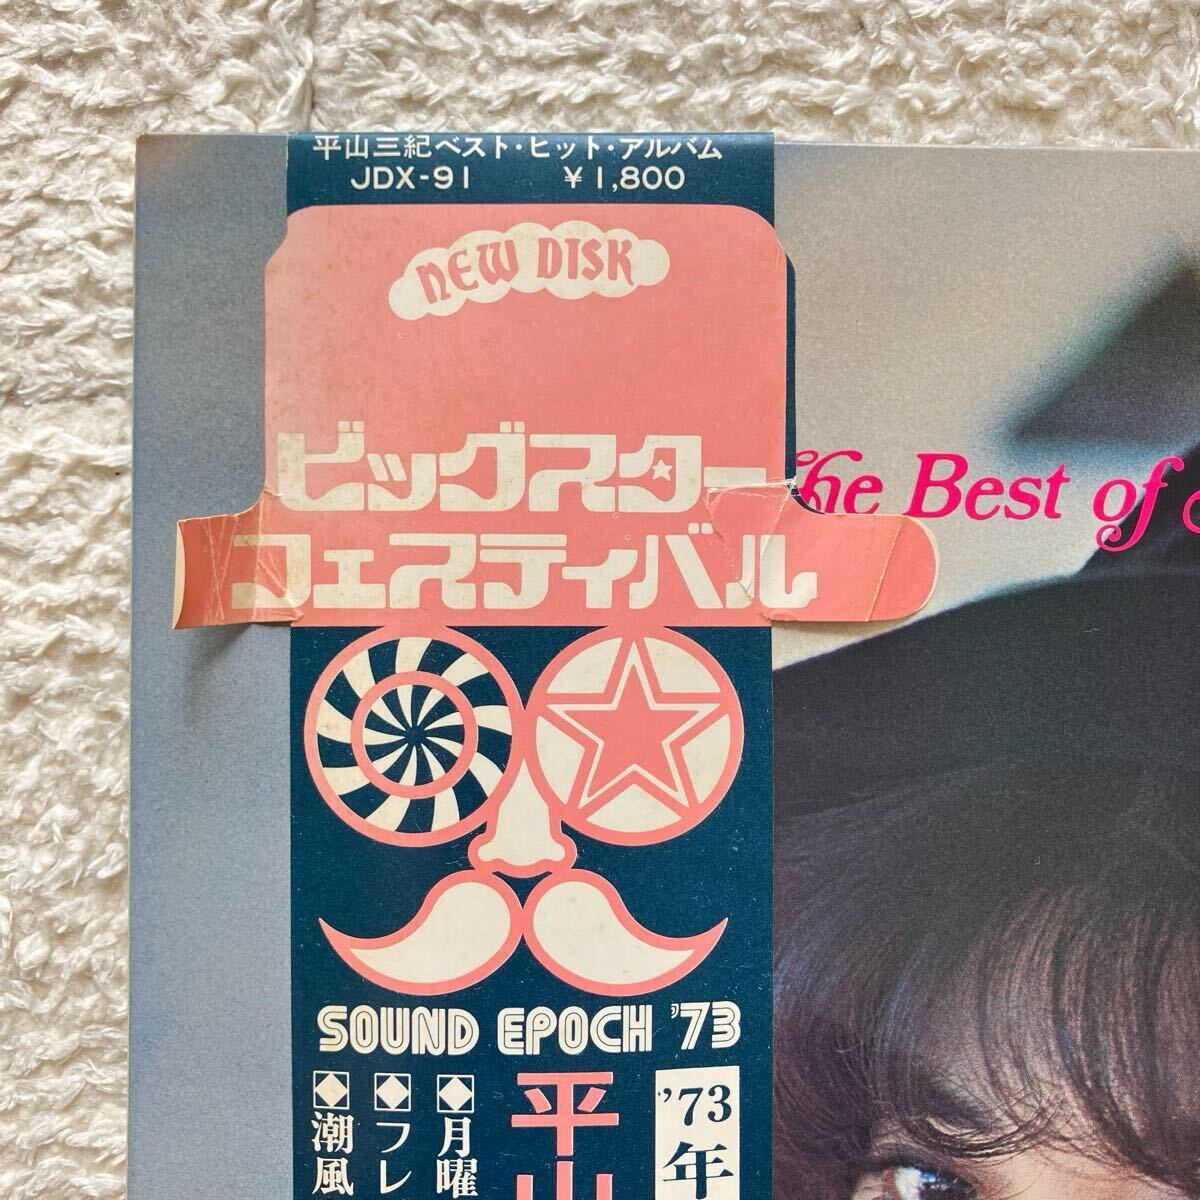 平山三紀ベスト・ヒット・アルバム
JDX-91 ¥1,800
NEW DISK
ビッグスター
フェスティバル
The Best of
SOUND EPOCH '73
'73年
平山
◆月曜
◆フレ
◆潮風